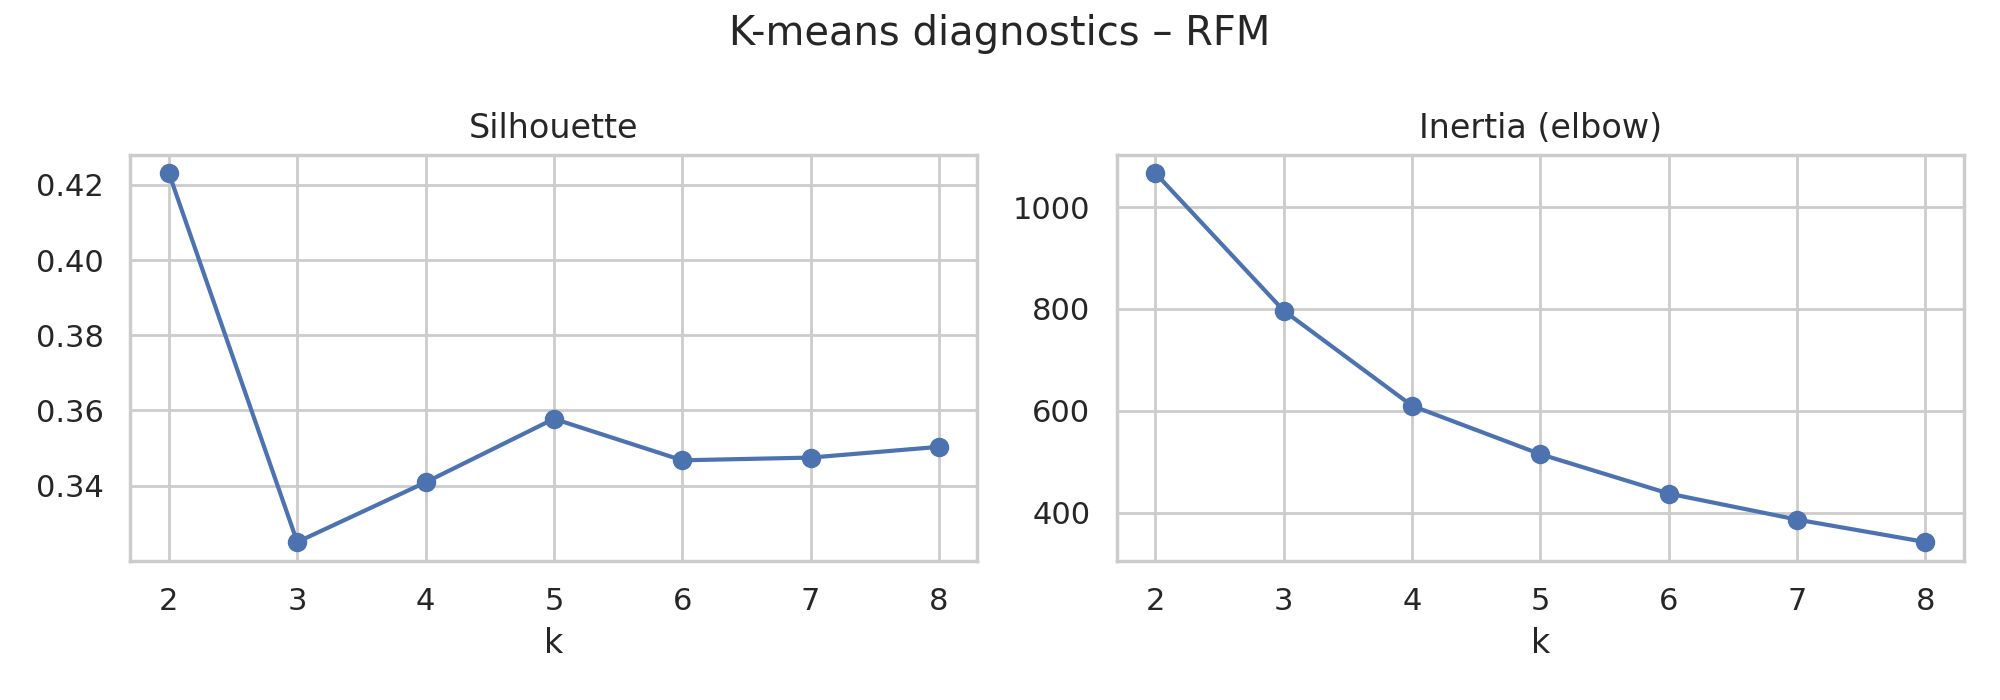 K-means diagnostics – RFM
Silhouette
0.42
0.40
0.38
0.36
0.34
2 3 4 5 6 7 8
k
Inertia (elbow)
1000
800
600
400
2 3 4 5 6 7 8
k